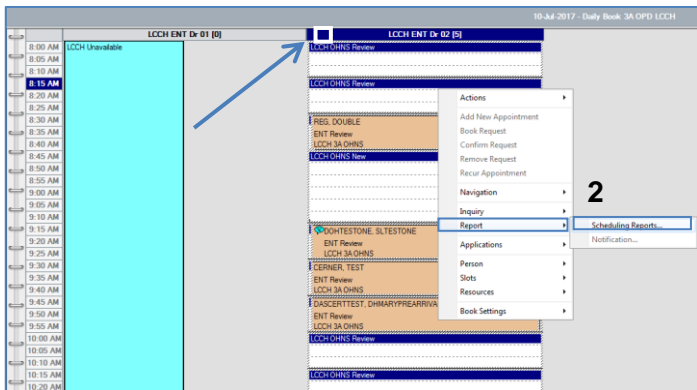 10-Jul-2017 - Daily Book: 3A OPD LCCH
LCCH ENT Dr 01 [0]
LCCH ENT Dr 02 [5]
8:00 AM
8:05 AM
8:10 AM
8:15 AM
8:20 AM
8:25 AM
8:30 AM
8:35 AM
8:40 AM
8:45 AM
8:50 AM
8:55 AM
9:00 AM
9:05 AM
9:10 AM
9:15 AM
9:20 AM
9:25 AM
9:30 AM
9:35 AM
9:40 AM
9:45 AM
9:50 AM
9:55 AM
10:00 AM
10:05 AM
10:10 AM
10:15 AM
10:20 AM
LCCH Unavailable
LCCH OHNS Review
LCCH OHNS Review
REG, DOUBLE
ENT Review
LCCH 3A OHNS
LCCH OHNS New
DOHTESTONE, SLTESTONE
ENT Review
LCCH 3A OHNS
CERNER, TEST
ENT Review
LCCH 3A OHNS
DASCERTTEST, DHMARYPREARRIVA
ENT Review
LCCH 3A OHNS
LCCH OHNS Review
LCCH OHNS Review
Actions
Add New Appointment
Book Request
Confirm Request
Remove Request
Recur Appointment
Navigation
Inquiry
Report
Applications
Person
Slots
Resources
Book Settings
2
Scheduling Reports...
Notification...